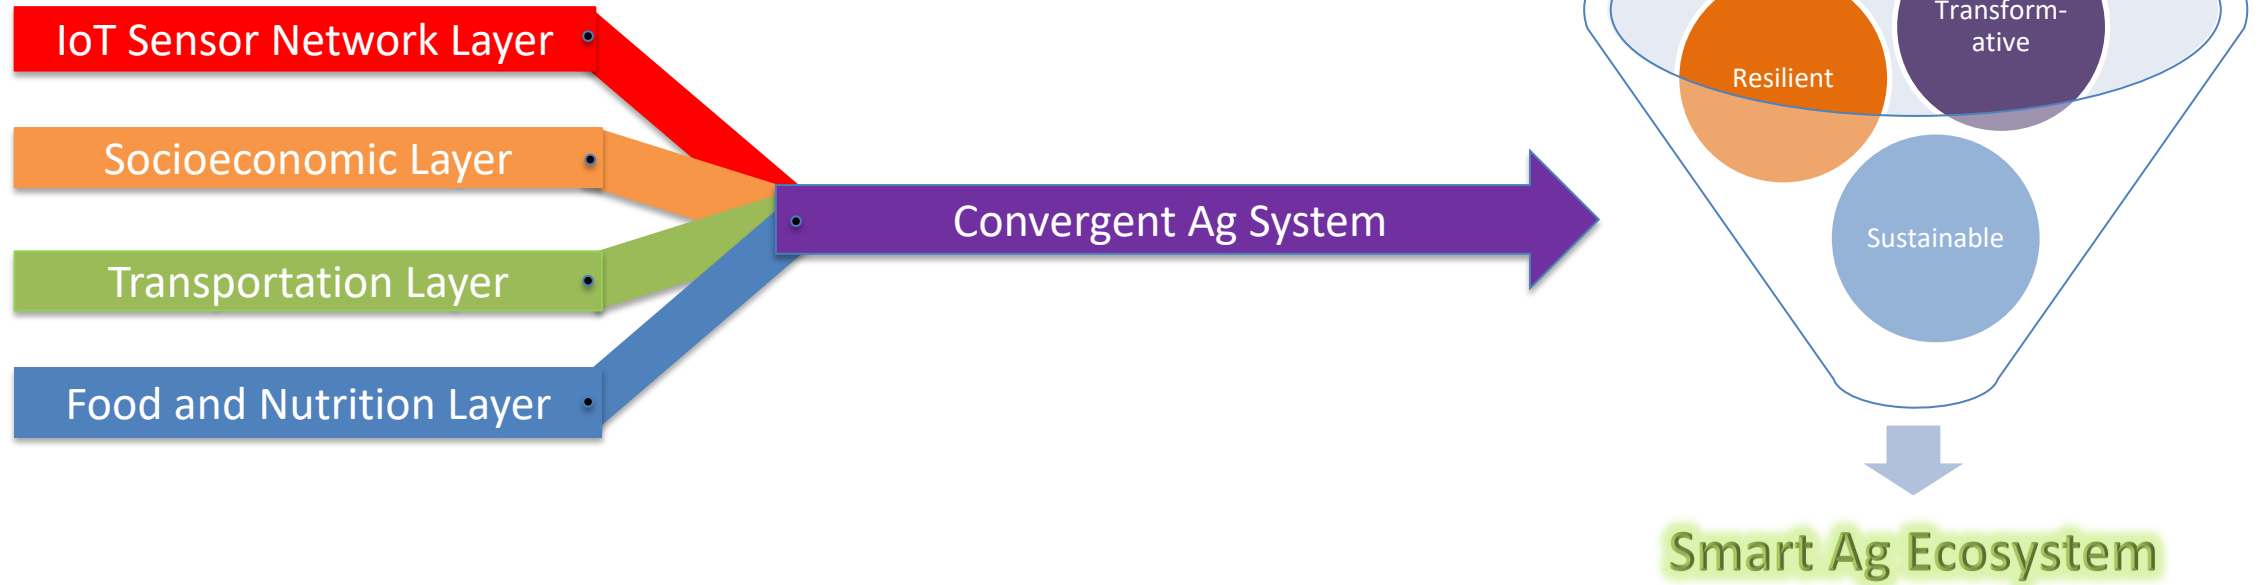 IoT Sensor Network Layer
Socioeconomic Layer
Transportation Layer
Food and Nutrition Layer
Convergent Ag System
Transform-
ative
Resilient
Sustainable
Smart Ag Ecosystem